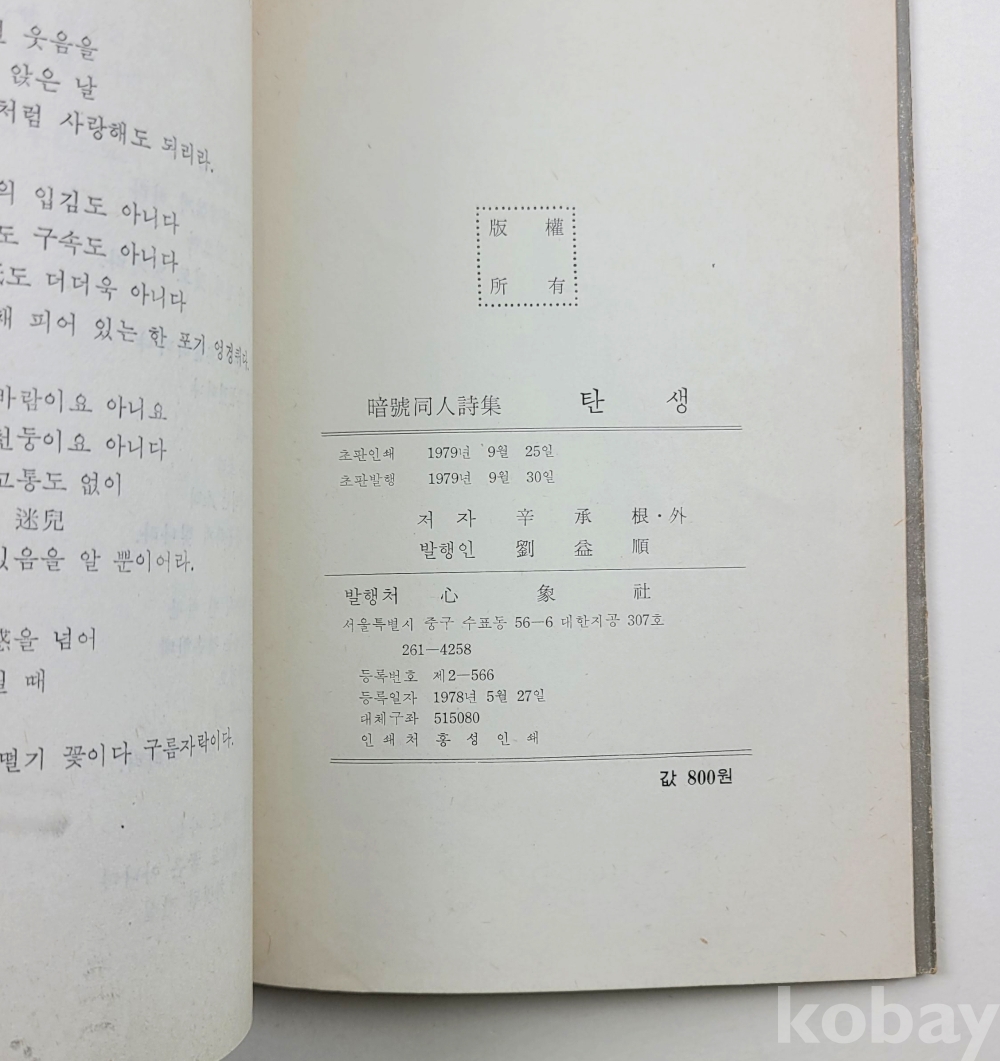 웃음을
앉은 날
처럼 사랑해도 되리라.
의 입김도 아니다
도 구속도 아니다
도 더더욱 아니다
피어 있는 한 포기 엉겅퀴다.
바람이요 아니요
천둥이요 아니다
고통도 없이
迷兒
있음을 알 뿐이어라.
을 넘어
때
떨기 꽃이다 구름자락이다.
版 權
所 有
暗號同人詩集 탄 생
초판인쇄 1979년 9월 25일
초판발행 1979년 9월 30일
저 자 辛 承 根·外
발행인 劉 益 順
발행처 心 象 社
서울특별시 중구 수표동 56—6 대한지공 307호
261—4258
등록번호 제2—566
등록일자 1978년 5월 27일
대체구좌 515080
인 쇄 처 홍 성 인 쇄
값 800원
kobay